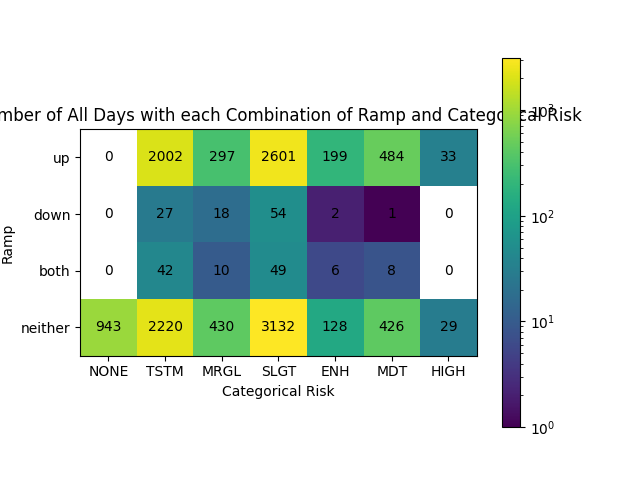 mber of All Days with each Combination of Ramp and Categorical Risk
up 0 2002 297 2601 199 484 33
down 0 27 18 54 2 1 0
both 0 42 10 49 6 8 0
neither 943 2220 430 3132 128 426 29
NONE TSTM MRGL SLGT ENH MDT HIGH
Categorical Risk
Ramp
10³
10²
10¹
10⁰